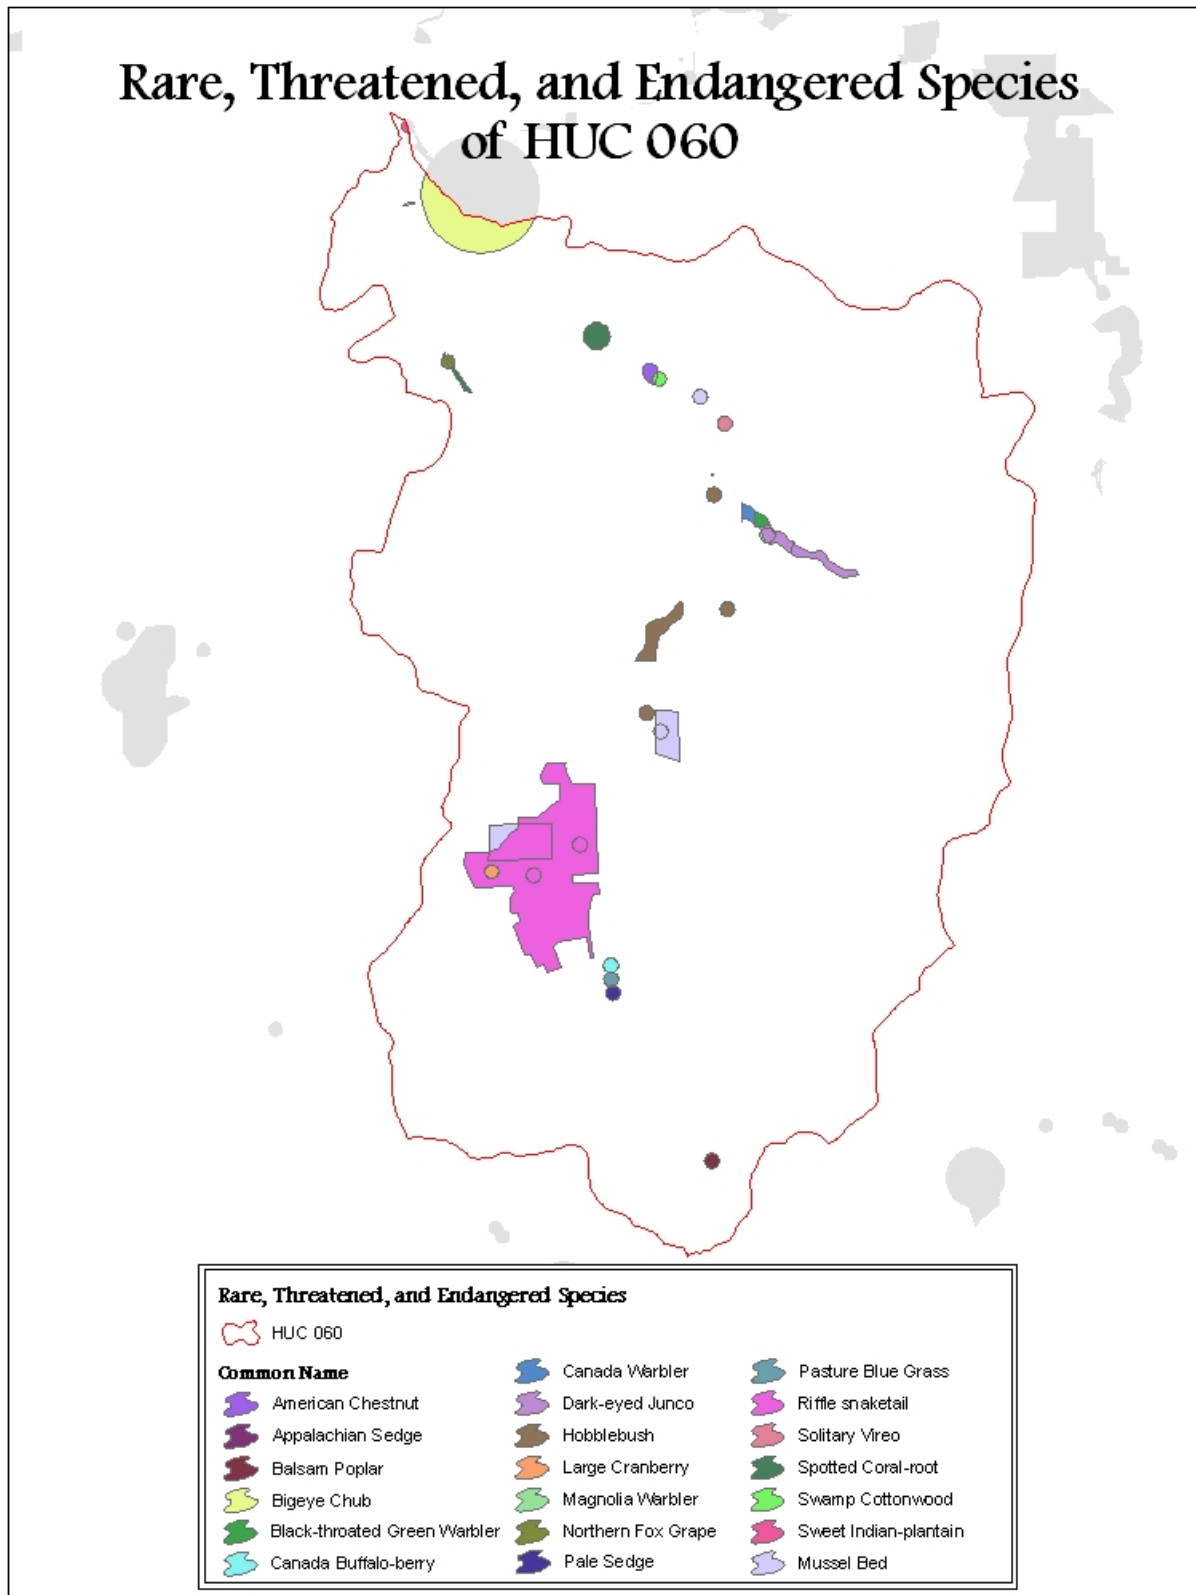 Rare, Threatened, and Endangered Species
of HUC 060
Rare, Threatened, and Endangered Species
HUC 060
Common Name
American Chestnut
Appalachian Sedge
Balsam Poplar
Bigeye Chub
Black-throated Green Warbler
Canada Buffalo-berry
Canada Warbler
Dark-eyed Junco
Hobblebush
Large Cranberry
Magnolia Warbler
Northern Fox Grape
Pale Sedge
Pasture Blue Grass
Riffle snaketail
Solitary Vireo
Spotted Coral-root
Swamp Cottonwood
Sweet Indian-plantain
Mussel Bed